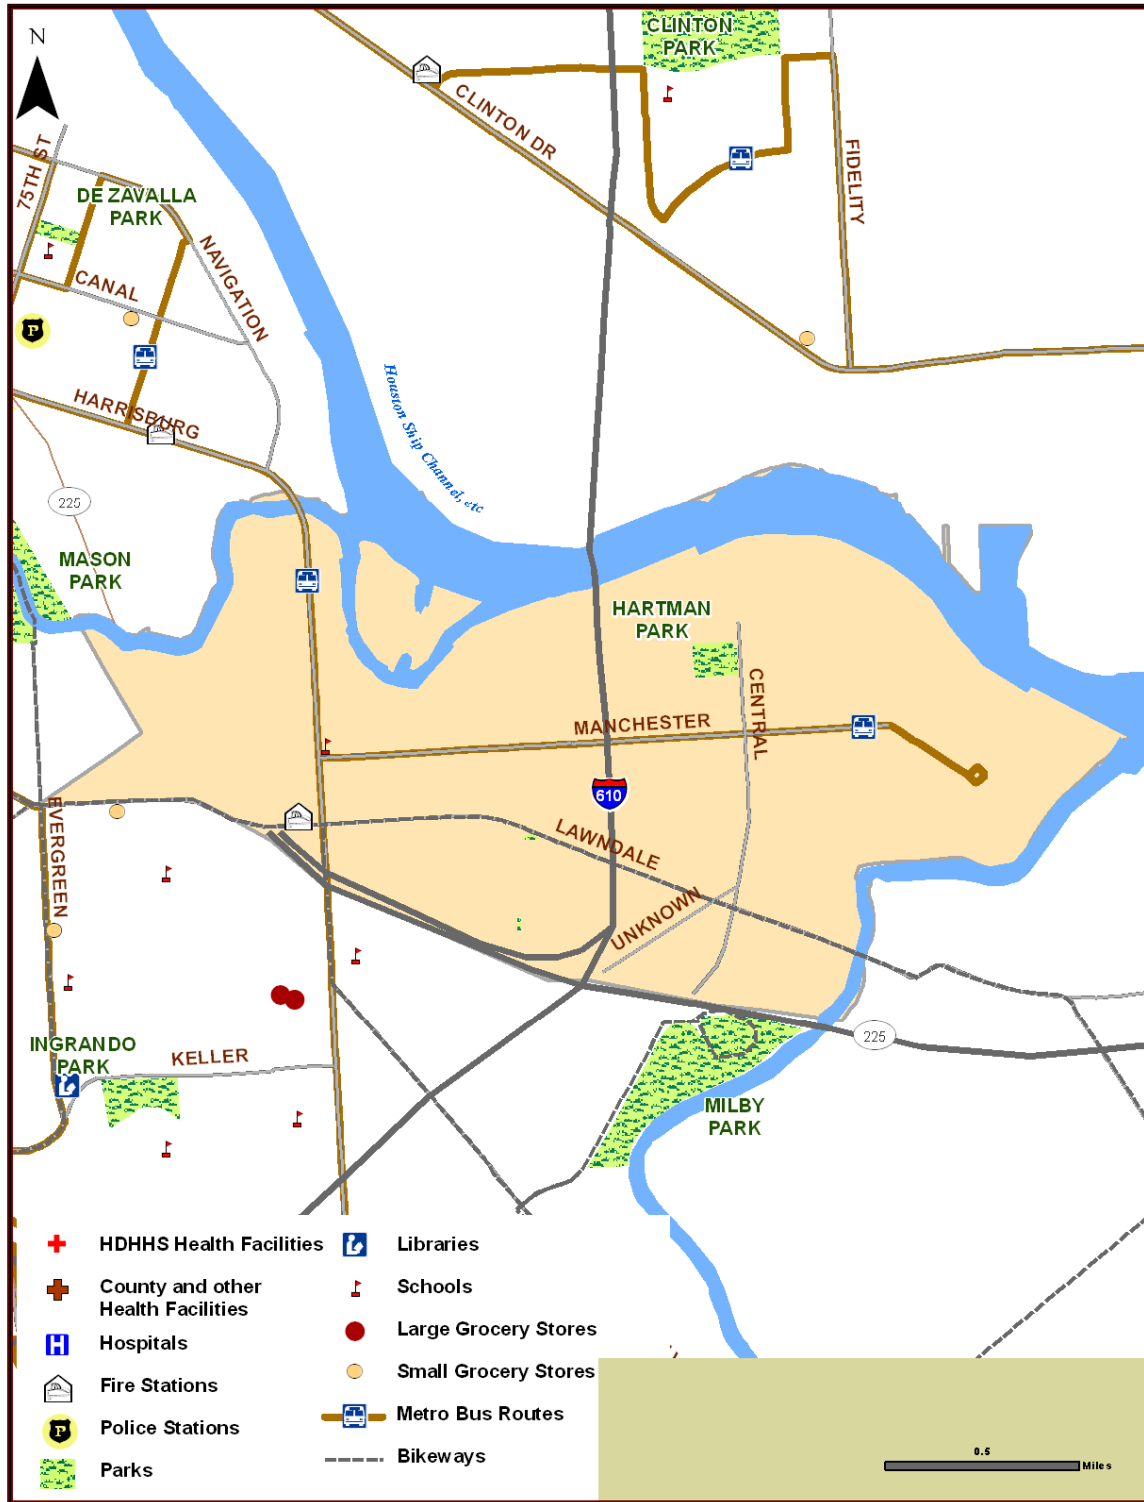 N
CLINTON
PARK
CLINTON DR
FIDELITY
75TH ST
DE ZAVALLA
PARK
NAVIGATION
CANAL
P
HARRISBURG
Houston Ship Channel, etc
225
MASON
PARK
HARTMAN
PARK
CENTRAL
MANCHESTER
610
EVERGREEN
LAWNDALE
UNKNOWN
225
INGRANDO
PARK
KELLER
MILBY
PARK
HDHHS Health Facilities
County and other
Health Facilities
H
Hospitals
Fire Stations
P
Police Stations
Parks
Libraries
Schools
Large Grocery Stores
Small Grocery Stores
Metro Bus Routes
Bikeways
0.5
Miles